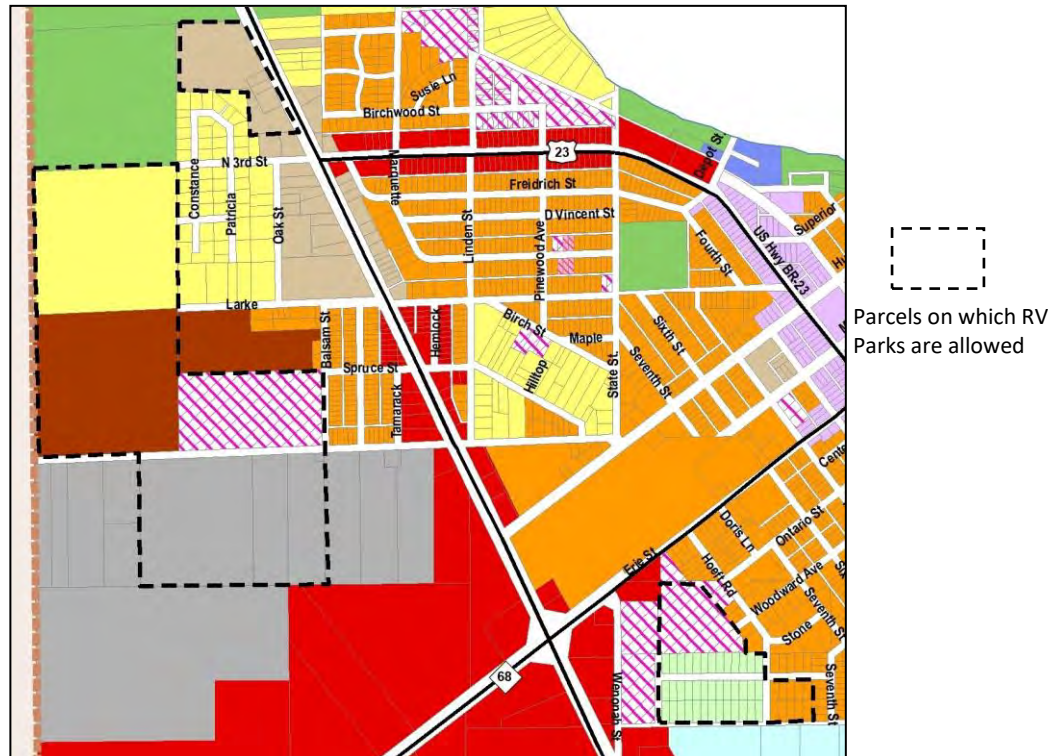 Susie Ln
Birchwood St
N 3rd St
23
Depot St.
Marquette
Constance
Patricia
Oak St
Freidrich St
Linden St
D Vincent St
Pinewood Ave
Superior
US Hwy BR-23
Fourth St
Larke
Birch St
Maple
Sixth St
Seventh St
Balsam St
Hemlock
Spruce St
Hilltop
State St.
Tamarack
Erie St
Doris Ln
Ontario St
Hoeft Rd
Woodward Ave
Seventh St
Stone
68
Wenonah St
Seventh St
Parcels on which RV
Parks are allowed